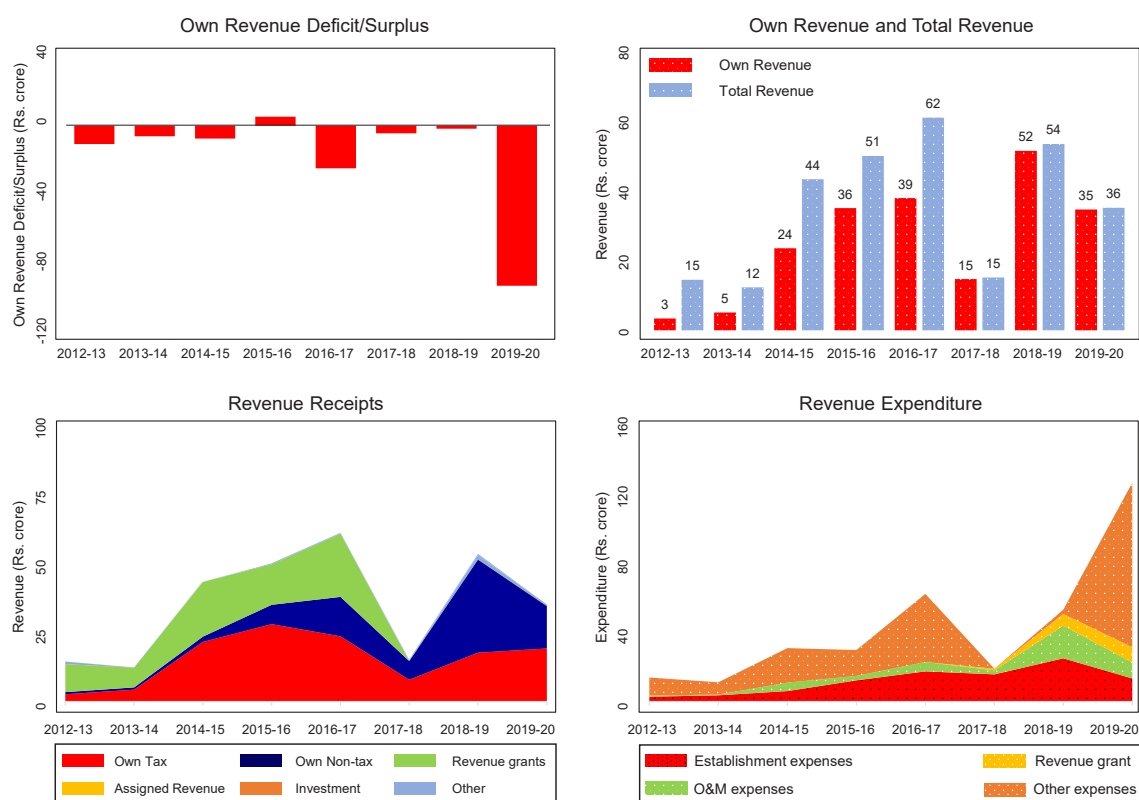 Own Revenue Deficit/Surplus
Own Revenue Deficit/Surplus (Rs. crore)
40
0
-40
-80
-120
2012-13 2013-14 2014-15 2015-16 2016-17 2017-18 2018-19 2019-20
Own Revenue and Total Revenue
Revenue (Rs. crore)
80
60
40
20
0
Own Revenue
Total Revenue
3 15 5 12 24 44 36 51 39 62 15 15 52 54 35 36
2012-13 2013-14 2014-15 2015-16 2016-17 2017-18 2018-19 2019-20
Revenue Receipts
Revenue (Rs. crore)
100
75
50
25
0
2012-13 2013-14 2014-15 2015-16 2016-17 2017-18 2018-19 2019-20
Own Tax Own Non-tax Revenue grants
Assigned Revenue Investment Other
Revenue Expenditure
Expenditure (Rs. crore)
160
120
80
40
0
2012-13 2013-14 2014-15 2015-16 2016-17 2017-18 2018-19 2019-20
Establishment expenses Revenue grant
O&M expenses Other expenses